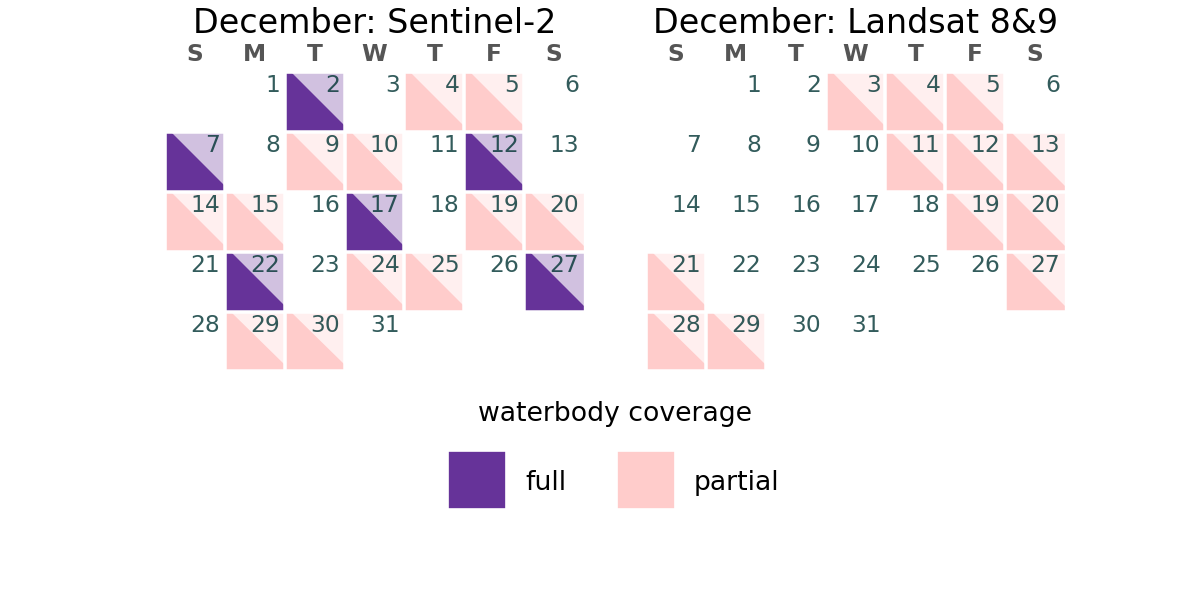 December: Sentinel-2
S M T W T F S
1 2 3 4 5 6
7 8 9 10 11 12 13
14 15 16 17 18 19 20
21 22 23 24 25 26 27
28 29 30 31
December: Landsat 8&9
S M T W T F S
1 2 3 4 5 6
7 8 9 10 11 12 13
14 15 16 17 18 19 20
21 22 23 24 25 26 27
28 29 30 31
waterbody coverage
full partial